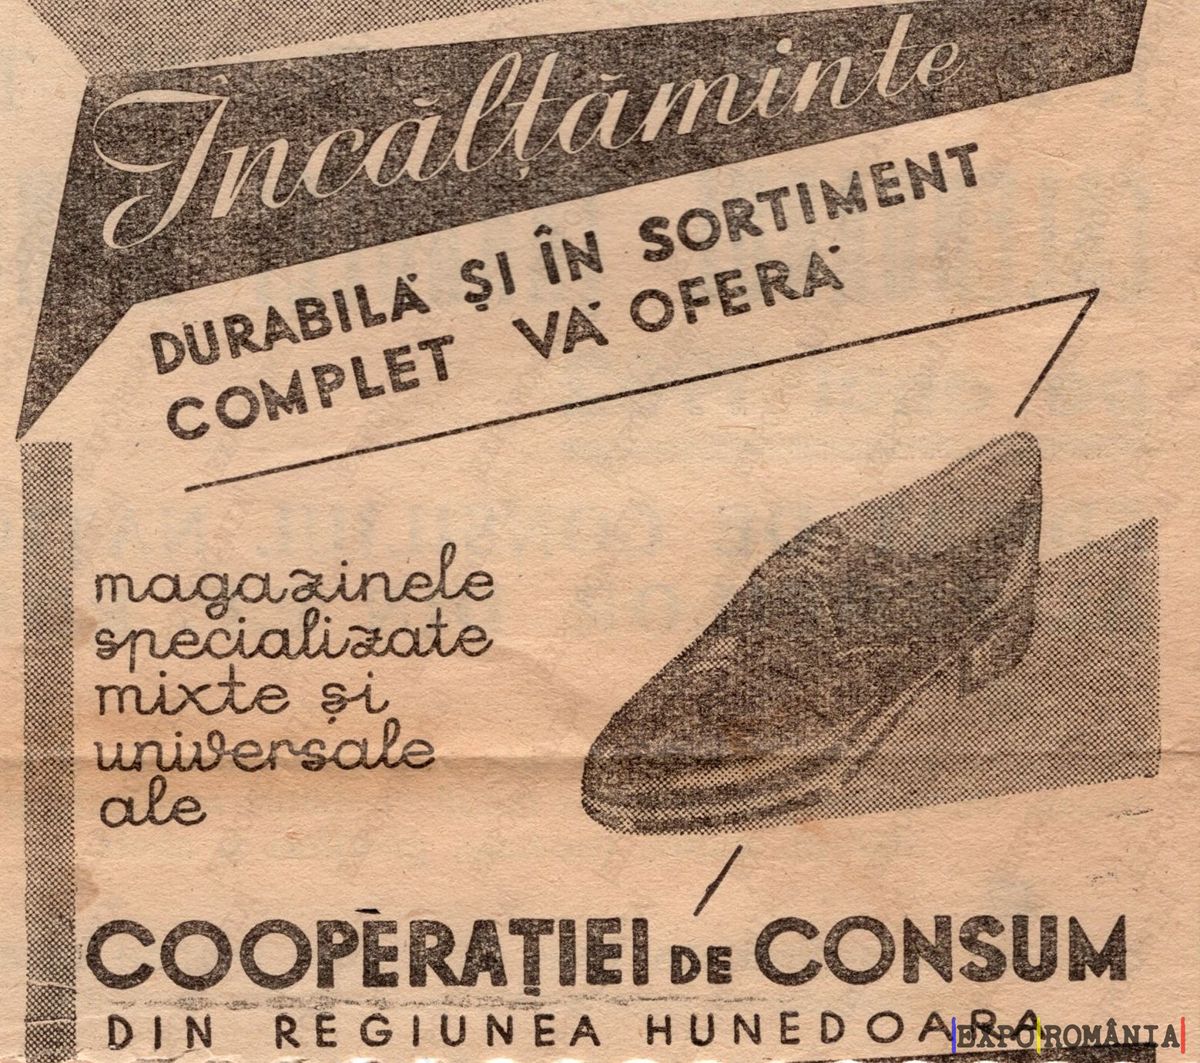 Încălțăminte
DURABILĂ ȘI ÎN SORTIMENT
COMPLET VĂ OFERĂ
magazinele
specializate
mixte și
universale
ale
COOPERAȚIEI DE CONSUM
DIN REGIUNEA HUNEDOARA
EXPO ROMÂNIA